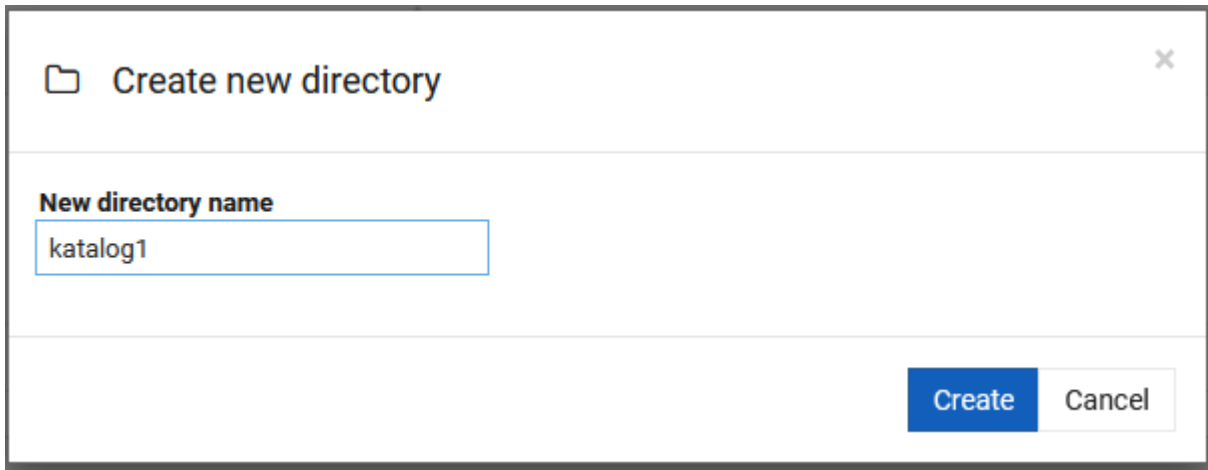 Create new directory
×
New directory name
katalog1
Create Cancel